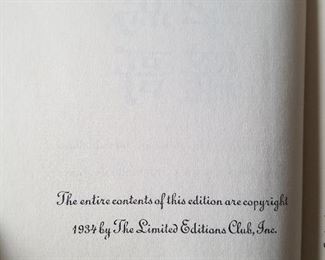 The entire contents of this edition are copyright
1934 by The Limited Editions Club, Inc.